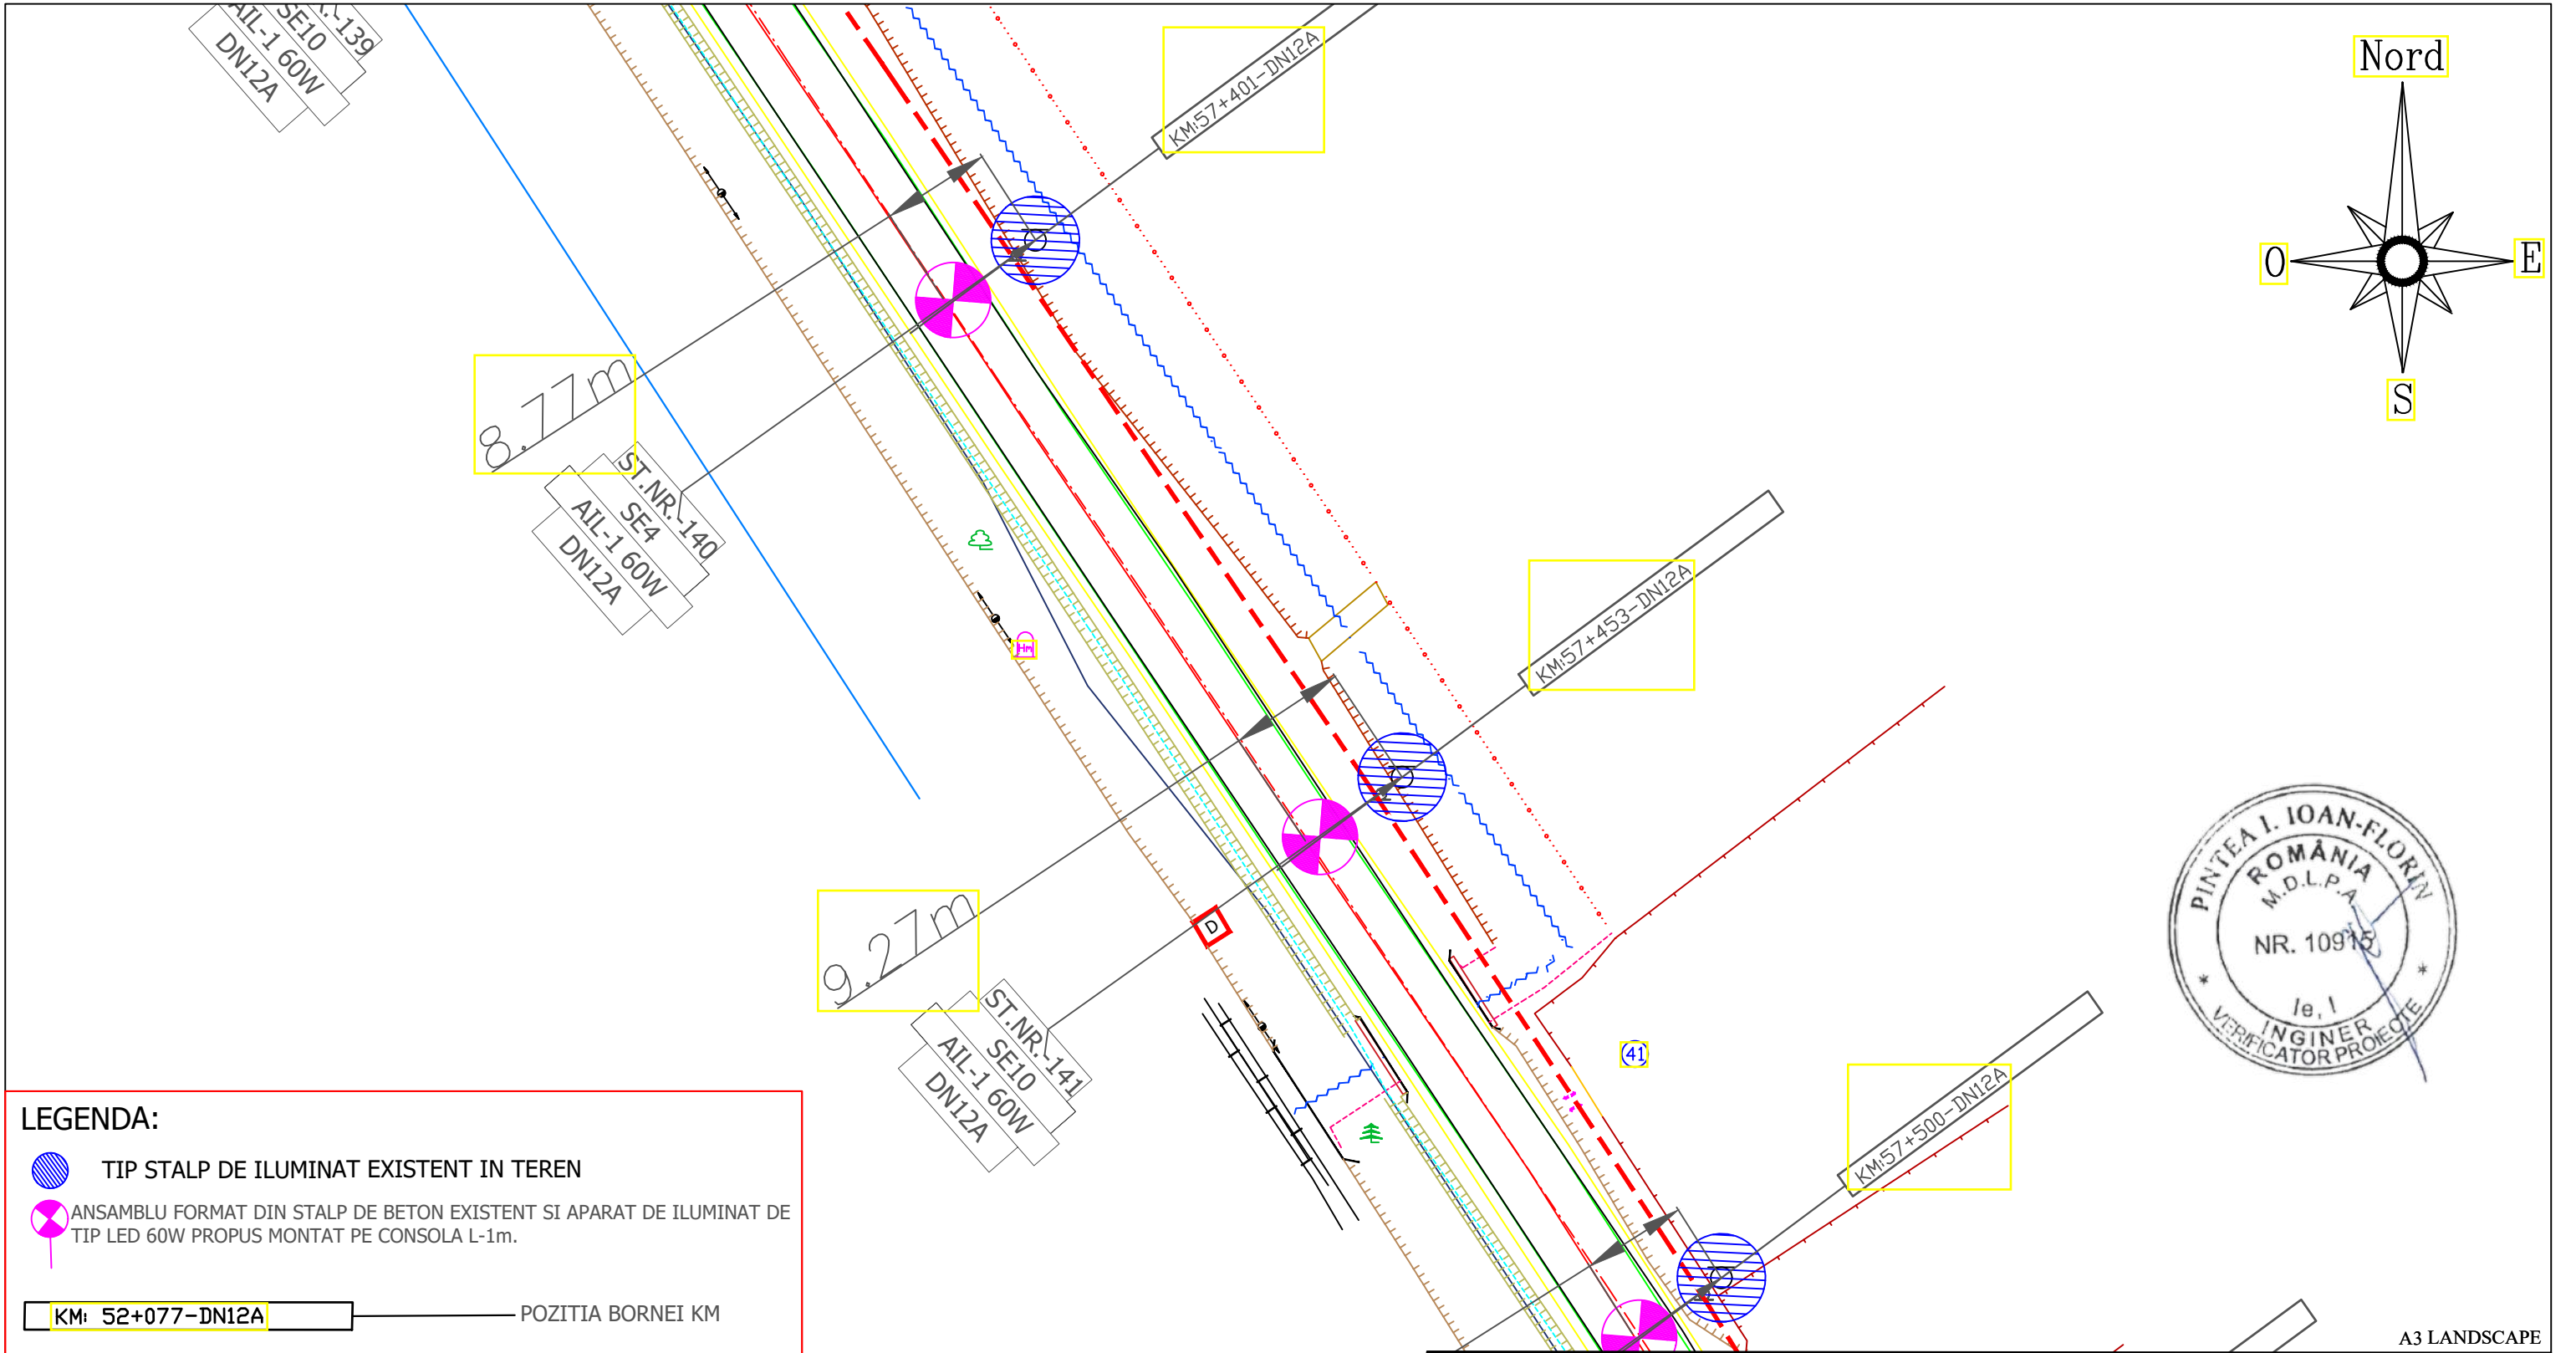 R.-139
SE10
AIL-1 60W
DN12A
KM:57+401-DN12A
Nord
O
E
S
8.77m
ST.NR.-140
SE4
AIL-1 60W
DN12A
Hm
KM:57+453-DN12A
9.27m
D
ST.NR.-141
SE10
AIL-1 60W
DN12A
41
KM:57+500-DN12A
PINTEA I. IOAN-FLORIN
ROMÂNIA
M.D.L.P.A.
NR. 10915
Ie, I
INGINER
VERIFICATOR PROIECTE
LEGENDA:
TIP STALP DE ILUMINAT EXISTENT IN TEREN
ANSAMBLU FORMAT DIN STALP DE BETON EXISTENT SI APARAT DE ILUMINAT DE
TIP LED 60W PROPUS MONTAT PE CONSOLA L-1m.
KM: 52+077-DN12A
POZITIA BORNEI KM
A3 LANDSCAPE